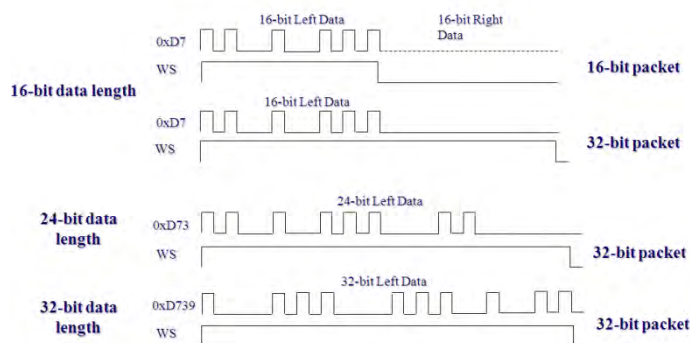 16-bit Left Data
16-bit Right Data
0xD7
WS
16-bit packet
16-bit data length
16-bit Left Data
0xD7
WS
32-bit packet
24-bit Left Data
24-bit data length
0xD73
WS
32-bit packet
32-bit Left Data
32-bit data length
0xD739
WS
32-bit packet